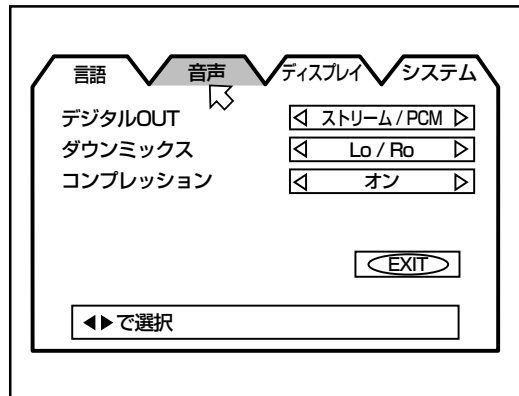 言語 音声 ディスプレイ システム
デジタルOUT ◁ ストリーム / PCM ▷
ダウンミックス ◁ Lo / Ro ▷
コンプレッション ◁ オン ▷
EXIT
◀▶で選択